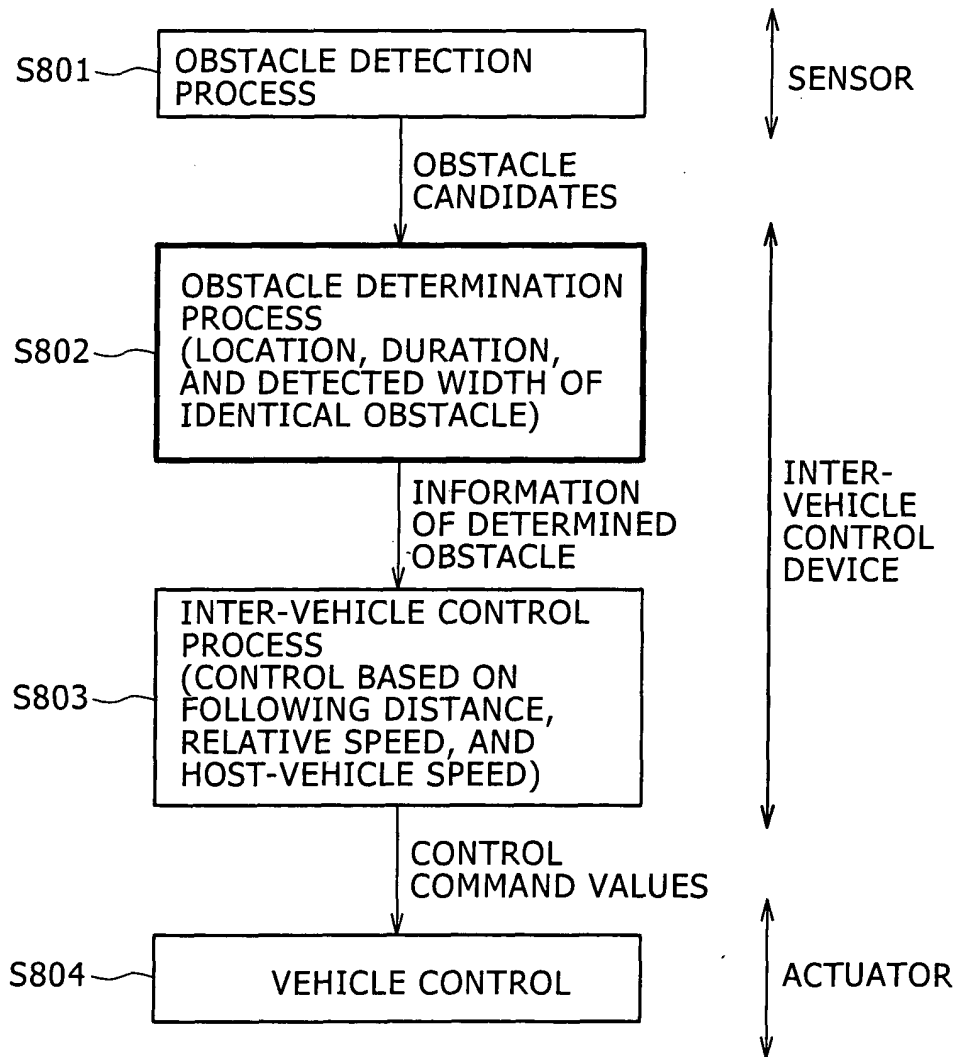 S801
OBSTACLE DETECTION
PROCESS
SENSOR
OBSTACLE
CANDIDATES
S802
OBSTACLE DETERMINATION
PROCESS
(LOCATION, DURATION,
AND DETECTED WIDTH OF
IDENTICAL OBSTACLE)
INFORMATION
OF DETERMINED
OBSTACLE
INTER-
VEHICLE
CONTROL
DEVICE
S803
INTER-VEHICLE CONTROL
PROCESS
(CONTROL BASED ON
FOLLOWING DISTANCE,
RELATIVE SPEED, AND
HOST-VEHICLE SPEED)
CONTROL
COMMAND VALUES
S804
VEHICLE CONTROL
ACTUATOR